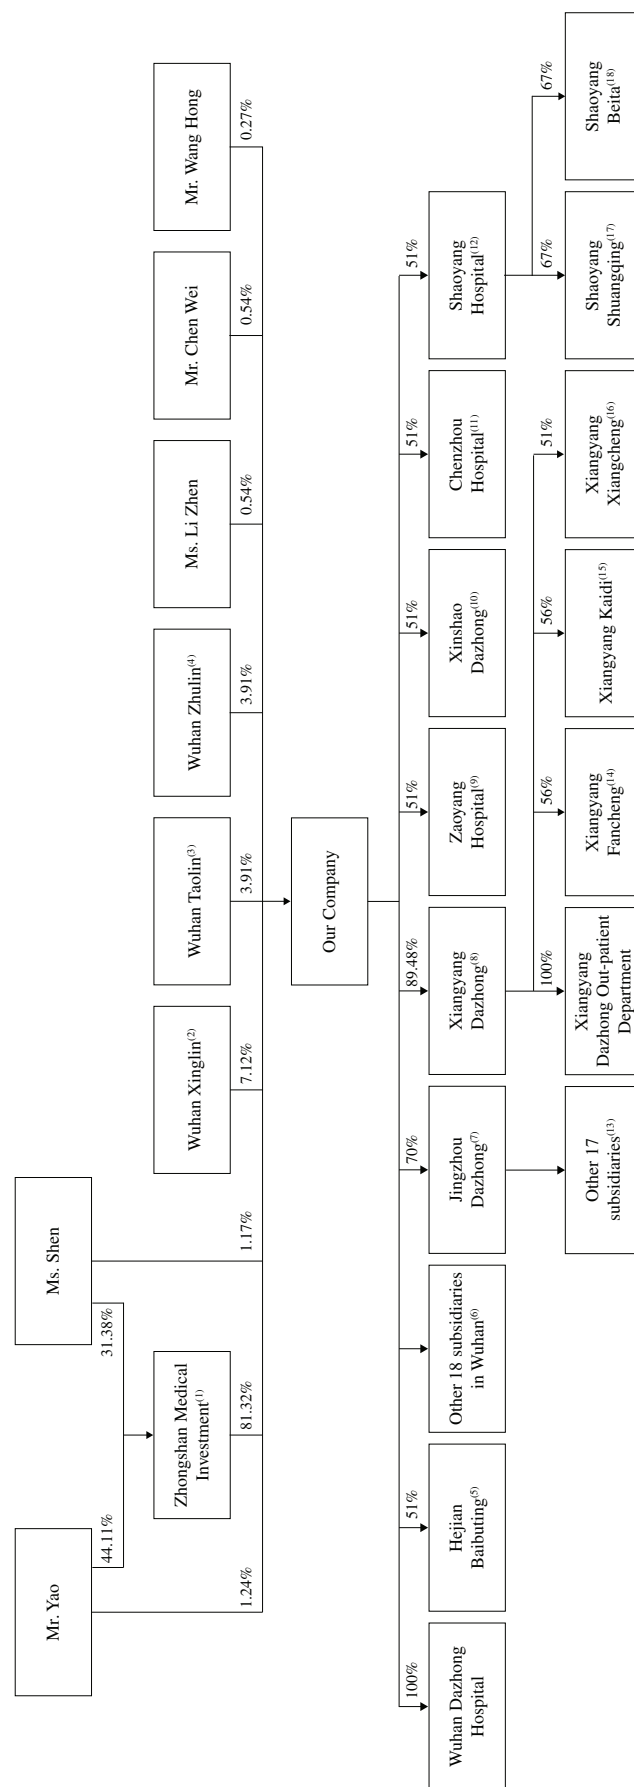 Mr. Yao
Ms. Shen
44.11%
31.38%
Zhongshan Medical
Investment(1)
Wuhan Xinglin(2)
Wuhan Taolin(3)
Wuhan Zhulin(4)
Ms. Li Zhen
Mr. Chen Wei
Mr. Wang Hong
1.24%
81.32%
1.17%
7.12%
3.91%
3.91%
0.54%
0.54%
0.27%
Our Company
100%
51%
70%
89.48%
51%
51%
51%
51%
Wuhan Dazhong
Hospital
Hejian
Baibuting(5)
Other 18 subsidiaries
in Wuhan(6)
Jingzhou
Dazhong(7)
Xiangyang
Dazhong(8)
Zaoyang
Hospital(9)
Xinshao
Dazhong(10)
Chenzhou
Hospital(11)
Shaoyang
Hospital(12)
100%
56%
56%
51%
67%
67%
Other 17
subsidiaries(13)
Xiangyang
Dazhong Out-patient
Department
Xiangyang
Fancheng(14)
Xiangyang Kaidi(15)
Xiangyang
Xiangcheng(16)
Shaoyang
Shuangqing(17)
Shaoyang
Beita(18)